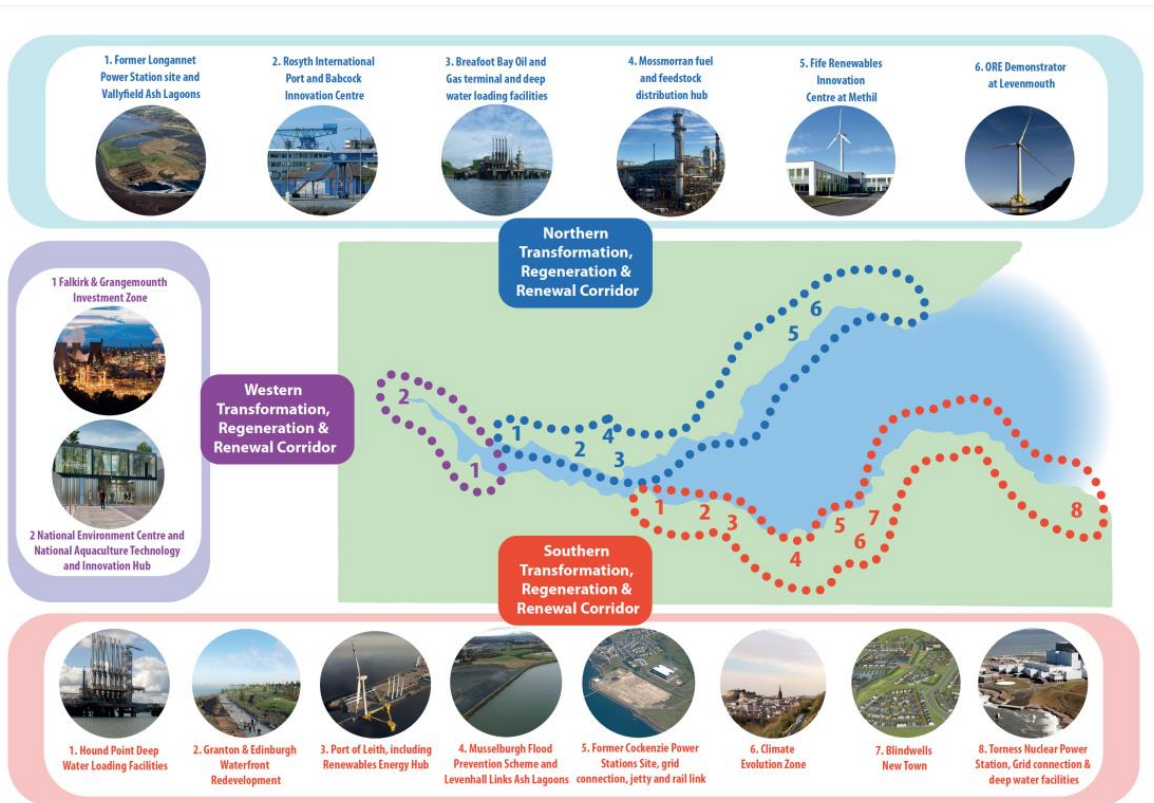 1. Former Longannet
Power Station site and
Vallyfield Ash Lagoons
2. Rosyth International
Port and Babcock
Innovation Centre
3. Breafoot Bay Oil and
Gas terminal and deep
water loading facilities
4. Mossmorran fuel
and feedstock
distribution hub
5. Fife Renewables
Innovation
Centre at Methil
6. ORE Demonstrator
at Levenmouth
Northern
Transformation,
Regeneration &
Renewal Corridor
1 Falkirk & Grangemounth
Investment Zone
2 National Environment Centre and
National Aquaculture Technology
and Innovation Hub
Western
Transformation,
Regeneration &
Renewal Corridor
2
1
1
2
4
3
5
6
1
2
3
4
5
6
7
8
Southern
Transformation,
Regeneration &
Renewal Corridor
1. Hound Point Deep
Water Loading Facilities
2. Granton & Edinburgh
Waterfront
Redevelopment
3. Port of Leith, including
Renewables Energy Hub
4. Musselburgh Flood
Prevention Scheme and
Levenhall Links Ash Lagoons
5. Former Cockenzie Power
Stations Site, grid
connection, jetty and rail link
6. Climate
Evolution Zone
7. Blindwells
New Town
8. Torness Nuclear Power
Station, Grid connection &
deep water facilities